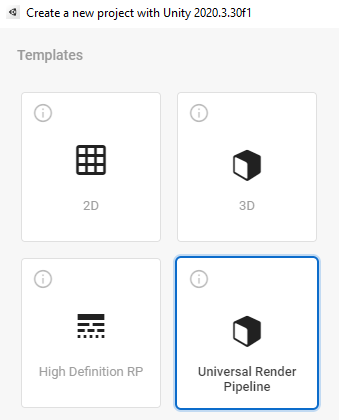 Create a new project with Unity 2020.3.30f1
Templates
2D
3D
High Definition RP
Universal Render
Pipeline